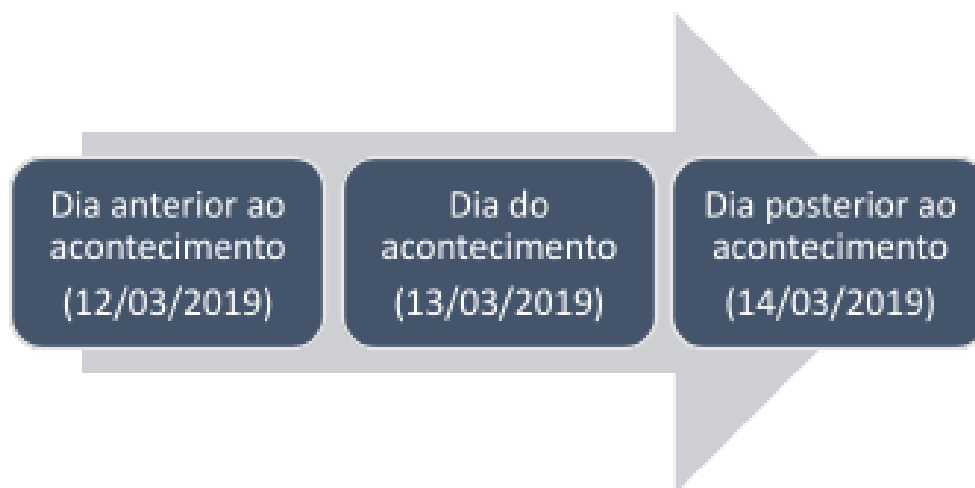 Dia anterior ao
acontecimento
(12/03/2019)
Dia do
acontecimento
(13/03/2019)
Dia posterior ao
acontecimento
(14/03/2019)